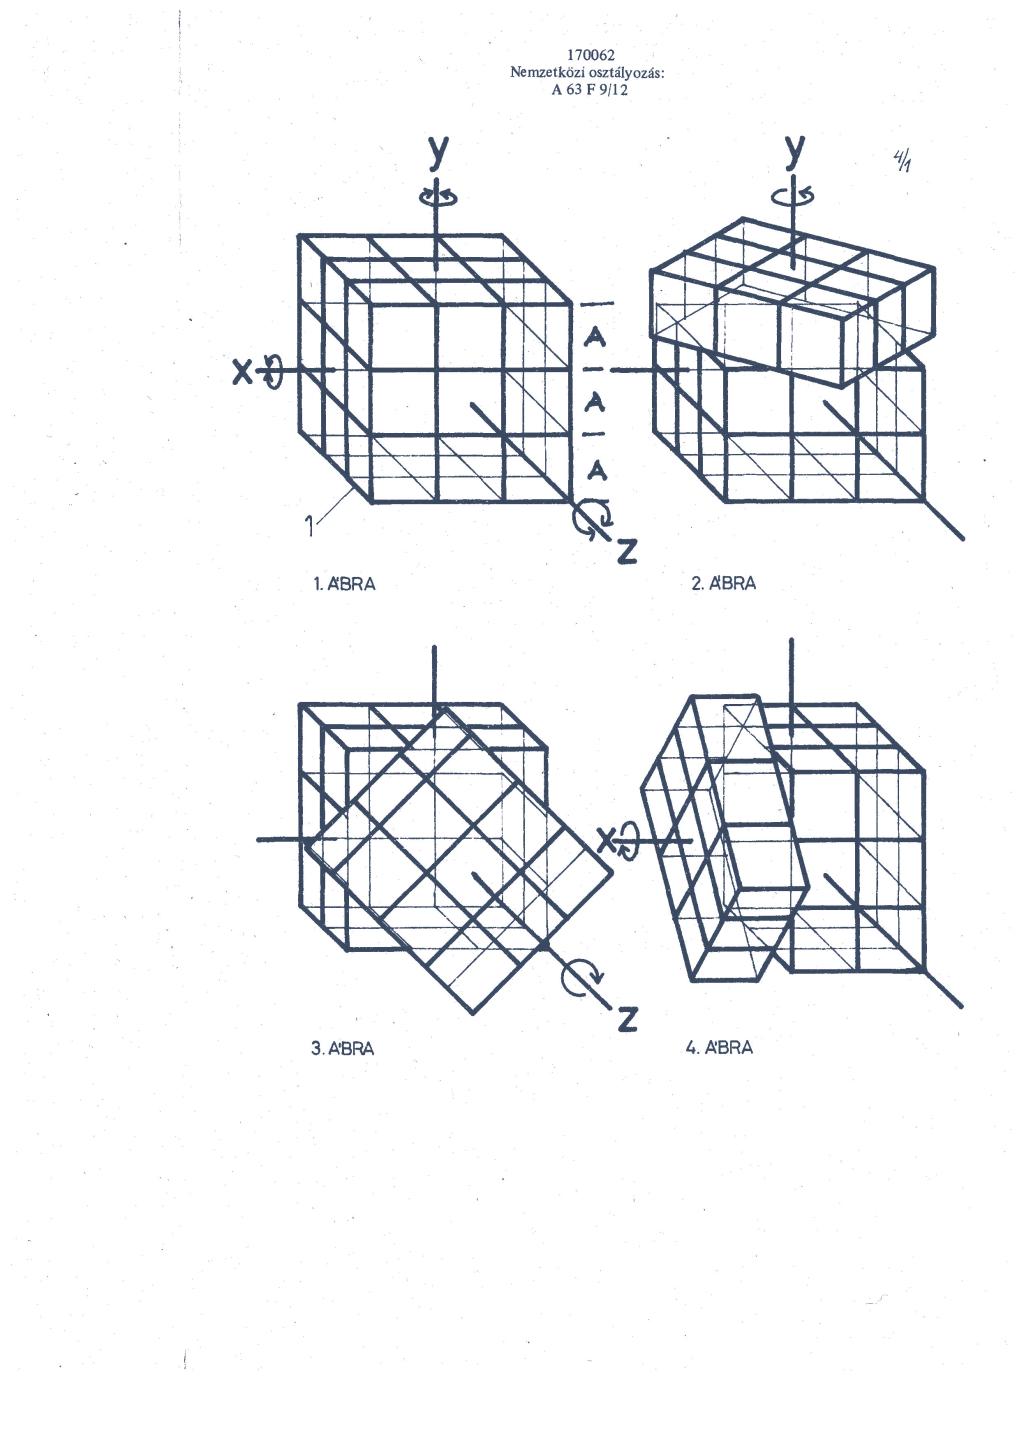 170062
Nemzetközi osztályozás:
A 63 F 9/12
4/1
y
y
A
x
A
A
1
z
1. ÁBRA
2. ÁBRA
x
z
3. ÁBRA
4. ÁBRA